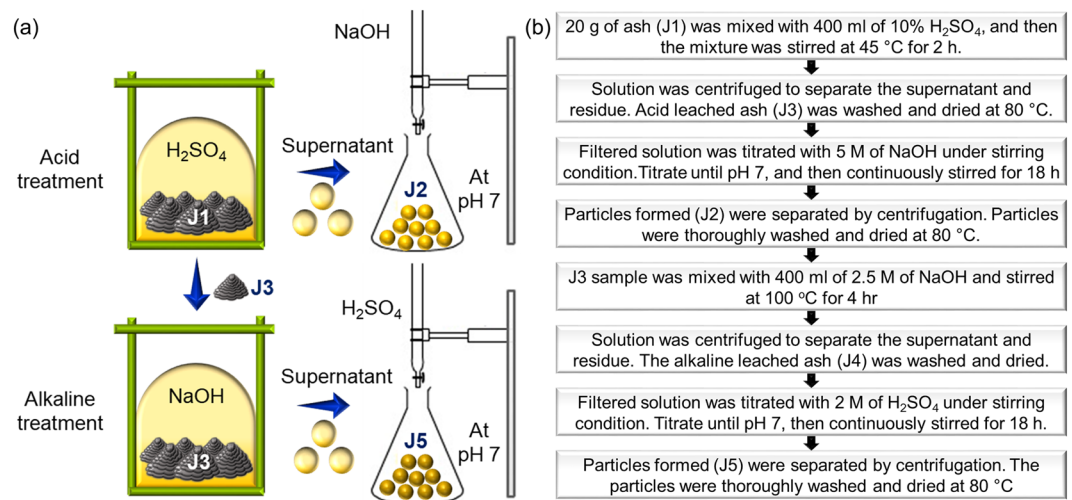 (a)
NaOH
H₂SO₄
Acid
treatment
J1
Supernatant
J2
At
pH 7
J3
H₂SO₄
NaOH
Alkaline
treatment
J3
Supernatant
J5
At
pH 7
(b)
20 g of ash (J1) was mixed with 400 ml of 10% H₂SO₄, and then
the mixture was stirred at 45 °C for 2 h.
Solution was centrifuged to separate the supernatant and
residue. Acid leached ash (J3) was washed and dried at 80 °C.
Filtered solution was titrated with 5 M of NaOH under stirring
condition.Titrate until pH 7, and then continuously stirred for 18 h
Particles formed (J2) were separated by centrifugation. Particles
were thoroughly washed and dried at 80 °C.
J3 sample was mixed with 400 ml of 2.5 M of NaOH and stirred
at 100 °C for 4 hr
Solution was centrifuged to separate the supernatant and
residue. The alkaline leached ash (J4) was washed and dried.
Filtered solution was titrated with 2 M of H₂SO₄ under stirring
condition. Titrate until pH 7, then continuously stirred for 18 h.
Particles formed (J5) were separated by centrifugation. The
particles were thoroughly washed and dried at 80 °C